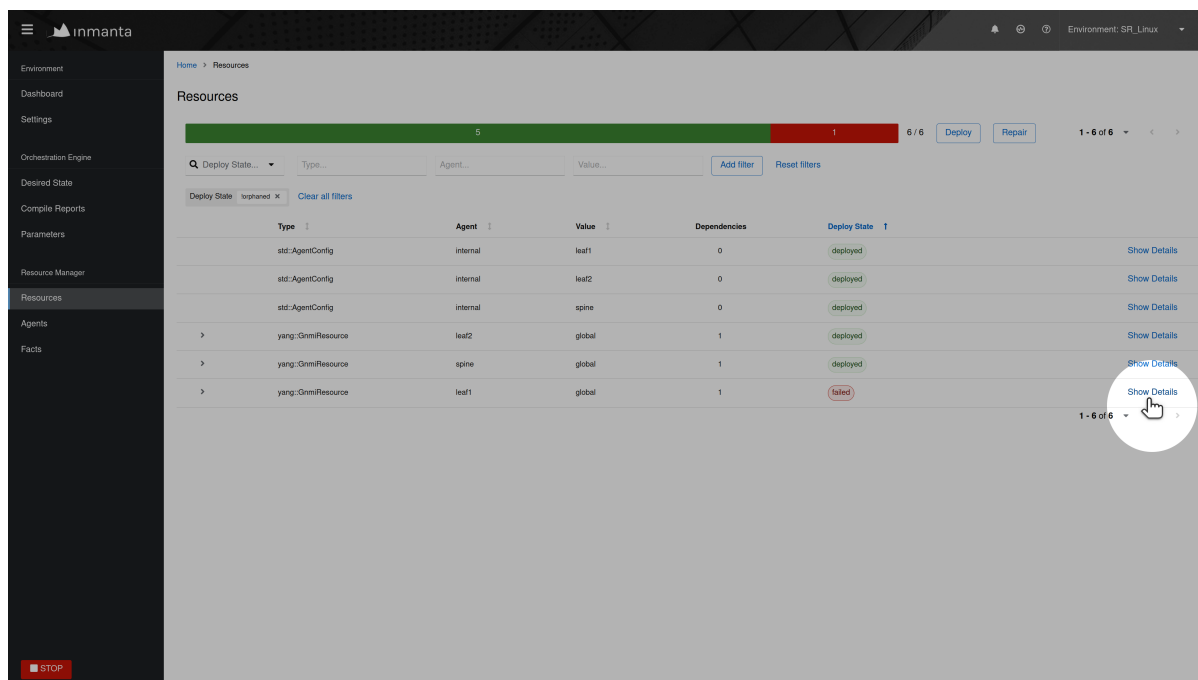 inmanta
Environment: SR_Linux
Environment
Dashboard
Settings
Orchestration Engine
Desired State
Compile Reports
Parameters
Resource Manager
Resources
Agents
Facts
STOP
Home > Resources
Resources
5 1 6 / 6 Deploy Repair 1 - 6 of 6
Deploy State... Type... Agent... Value... Add filter Reset filters
Deploy State !orphaned × Clear all filters
Type Agent Value Dependencies Deploy State
std::AgentConfig internal leaf1 0 deployed Show Details
std::AgentConfig internal leaf2 0 deployed Show Details
std::AgentConfig internal spine 0 deployed Show Details
yang::GnmiResource leaf2 global 1 deployed Show Details
yang::GnmiResource spine global 1 deployed Show Details
yang::GnmiResource leaf1 global 1 failed Show Details
1 - 6 of 6